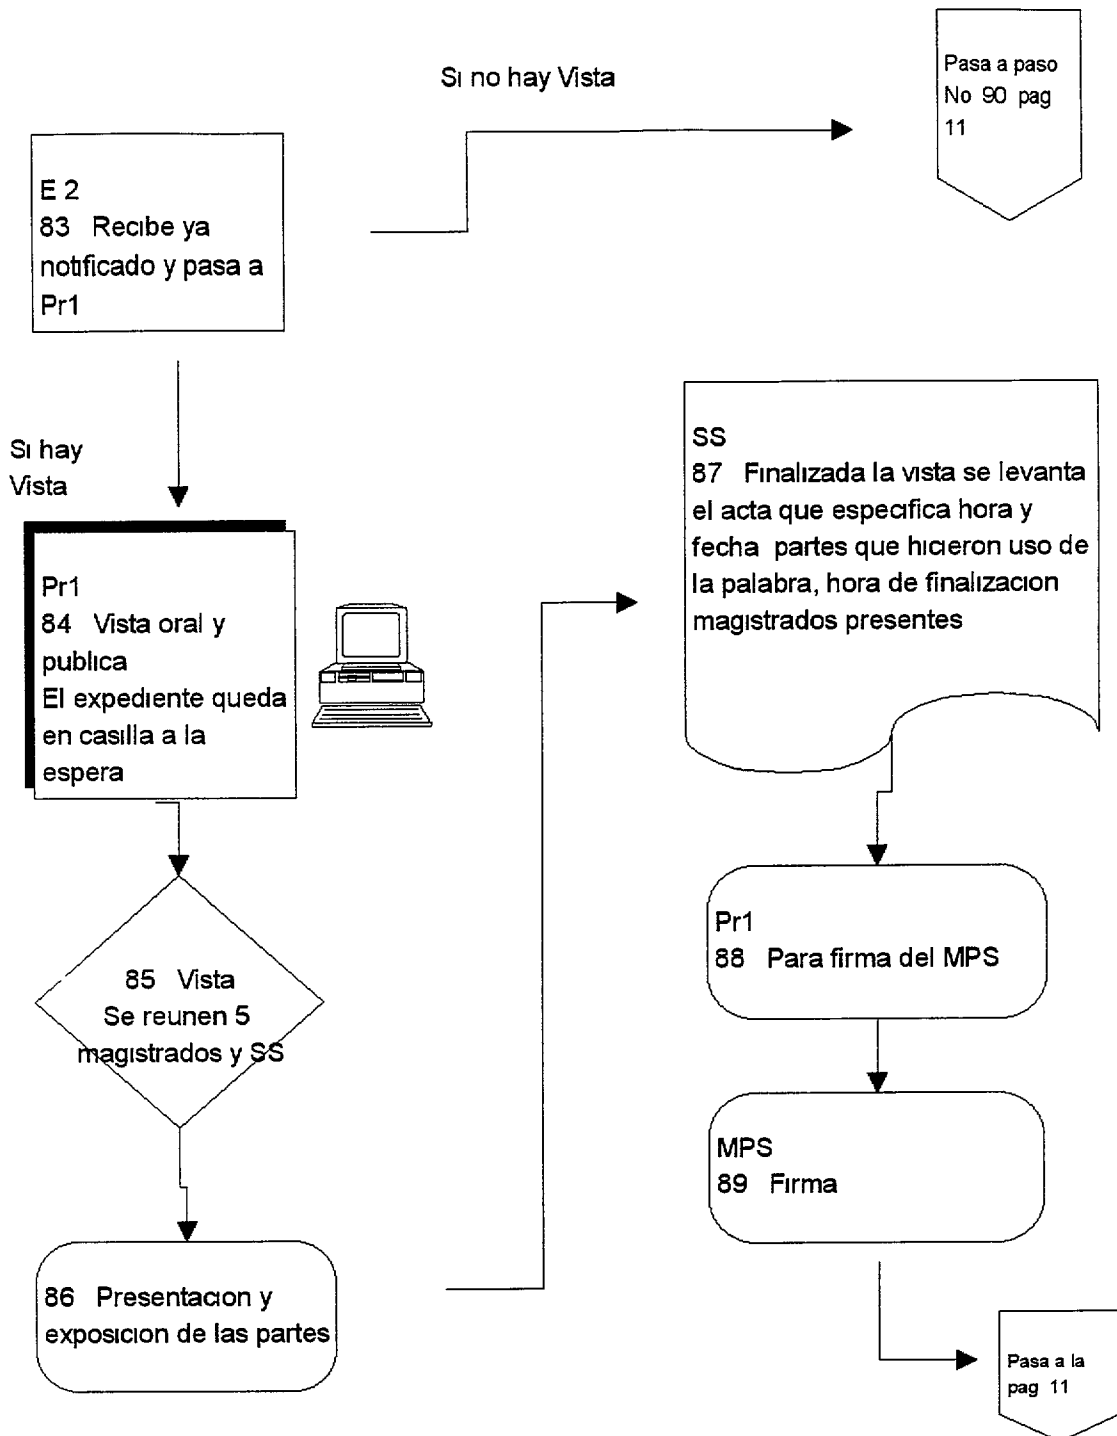 Si no hay Vista
Pasa a paso
No 90 pag
11
E 2
83 Recibe ya
notificado y pasa a
Pr1
Si hay
Vista
Pr1
84 Vista oral y
publica
El expediente queda
en casilla a la
espera
85 Vista
Se reunen 5
magistrados y SS
86 Presentacion y
exposicion de las partes
SS
87 Finalizada la vista se levanta
el acta que especifica hora y
fecha partes que hicieron uso de
la palabra, hora de finalizacion
magistrados presentes
Pr1
88 Para firma del MPS
MPS
89 Firma
Pasa a la
pag 11